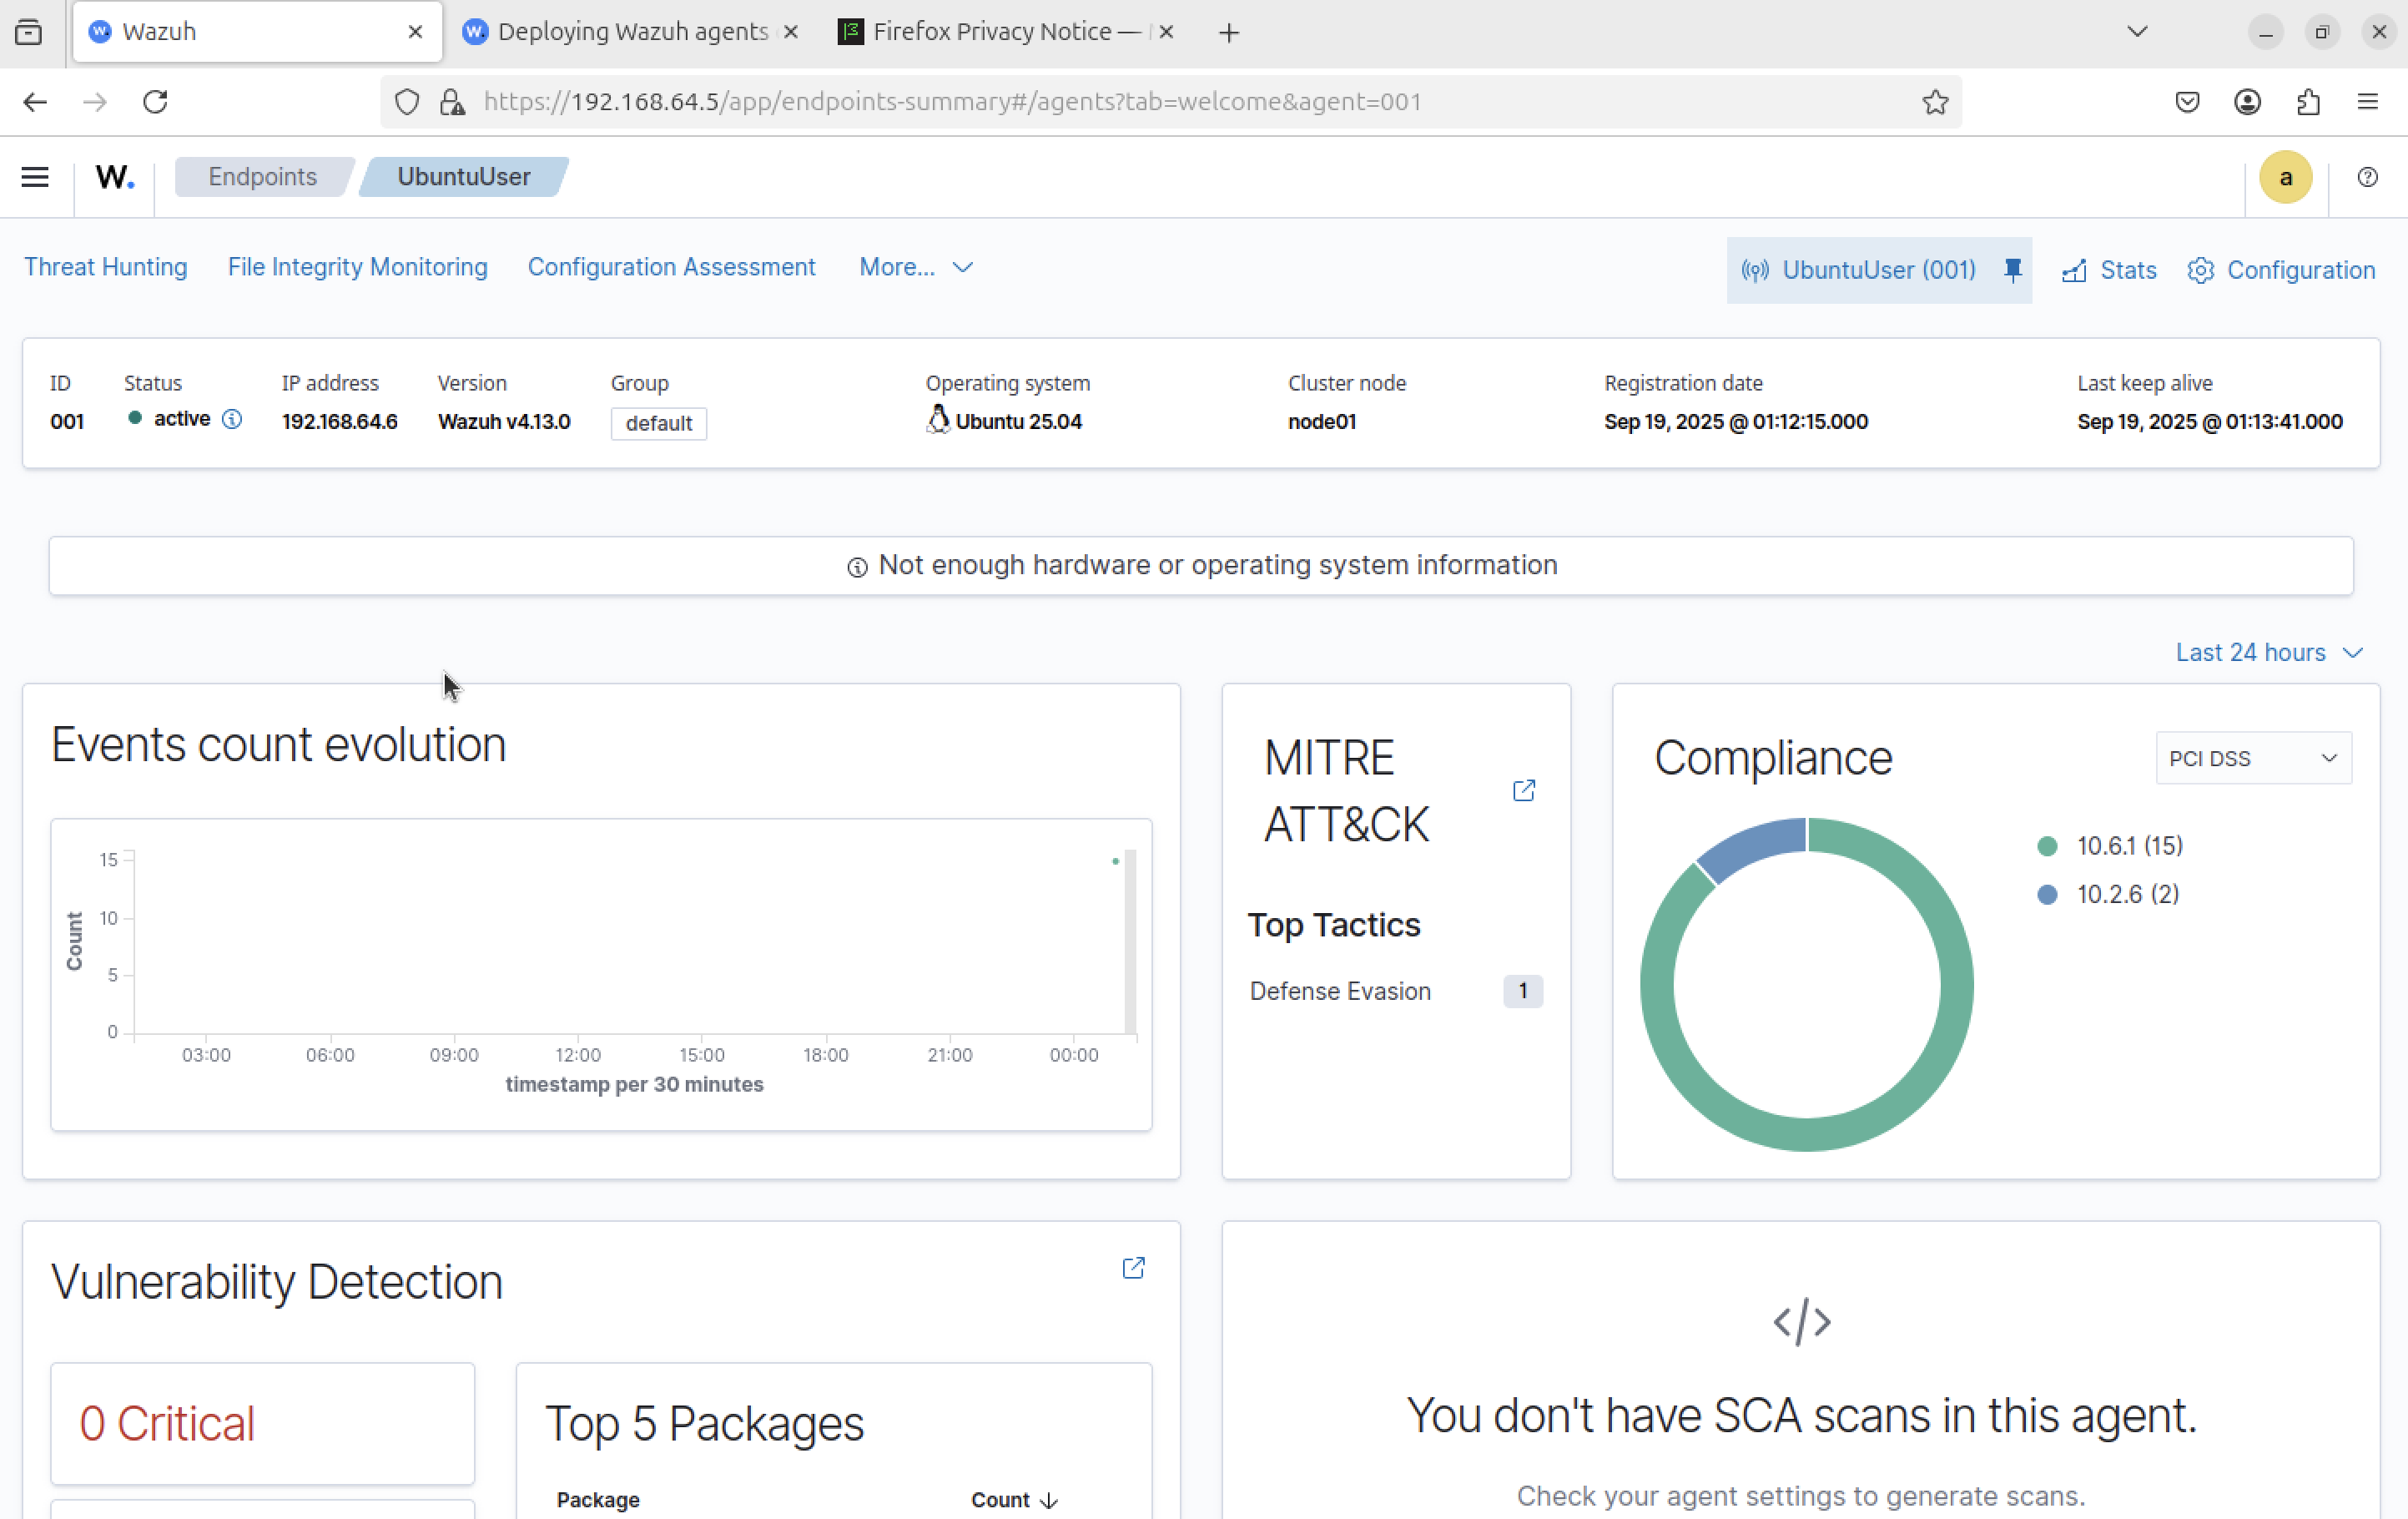 Wazuh
Deploying Wazuh agents
Firefox Privacy Notice —
https://192.168.64.5/app/endpoints-summary#/agents?tab=welcome&agent=001
W.
Endpoints
UbuntuUser
a
Threat Hunting
File Integrity Monitoring
Configuration Assessment
More...
UbuntuUser (001)
Stats
Configuration
ID
Status
IP address
Version
Group
Operating system
Cluster node
Registration date
Last keep alive
001
active
192.168.64.6
Wazuh v4.13.0
default
Ubuntu 25.04
node01
Sep 19, 2025 @ 01:12:15.000
Sep 19, 2025 @ 01:13:41.000
Not enough hardware or operating system information
Last 24 hours
Events count evolution
15
10
5
0
Count
03:00
06:00
09:00
12:00
15:00
18:00
21:00
00:00
timestamp per 30 minutes
MITRE
ATT&CK
Top Tactics
Defense Evasion
1
Compliance
PCI DSS
10.6.1 (15)
10.2.6 (2)
Vulnerability Detection
0 Critical
Top 5 Packages
Package
Count
</>
You don't have SCA scans in this agent.
Check your agent settings to generate scans.